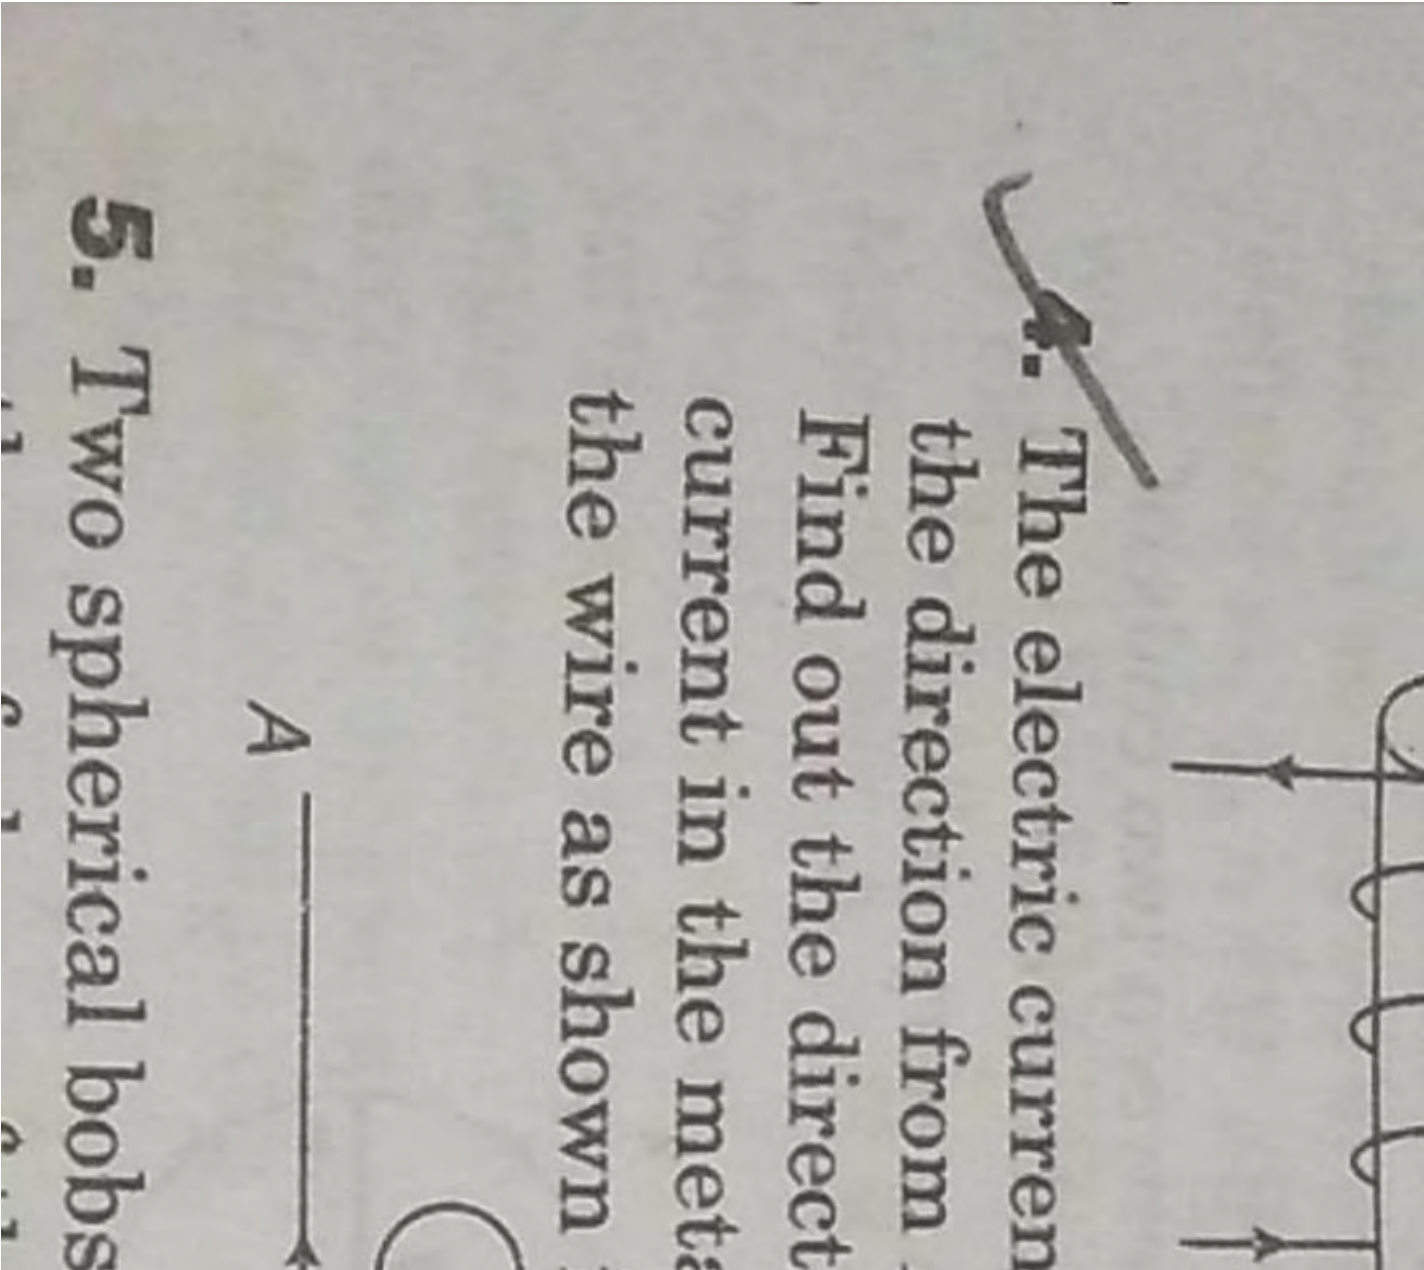 4. The electric curren
the direction from
Find out the direct
current in the meta
the wire as shown
A
5. Two spherical bobs